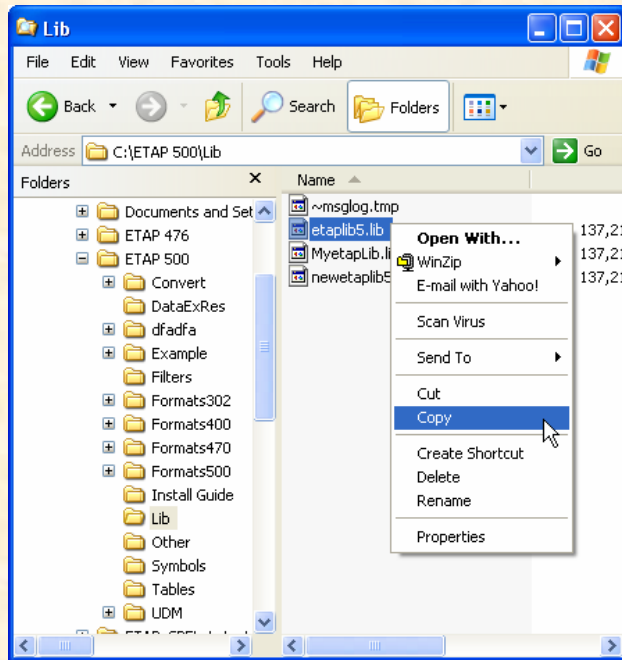 Lib
File Edit View Favorites Tools Help
Back Search Folders
Address C:\ETAP 500\Lib Go
Folders x Name
Documents and Set
ETAP 476
ETAP 500
Convert
DataExRes
dfadfa
Example
Filters
Formats302
Formats400
Formats470
Formats500
Install Guide
Lib
Other
Symbols
Tables
UDM
~msglog.tmp
etaplib5.lib 137,21
MyetapLib.li 137,21
newetaplib5 137,21
Open With...
WinZip
E-mail with Yahoo!
Scan Virus
Send To
Cut
Copy
Create Shortcut
Delete
Rename
Properties